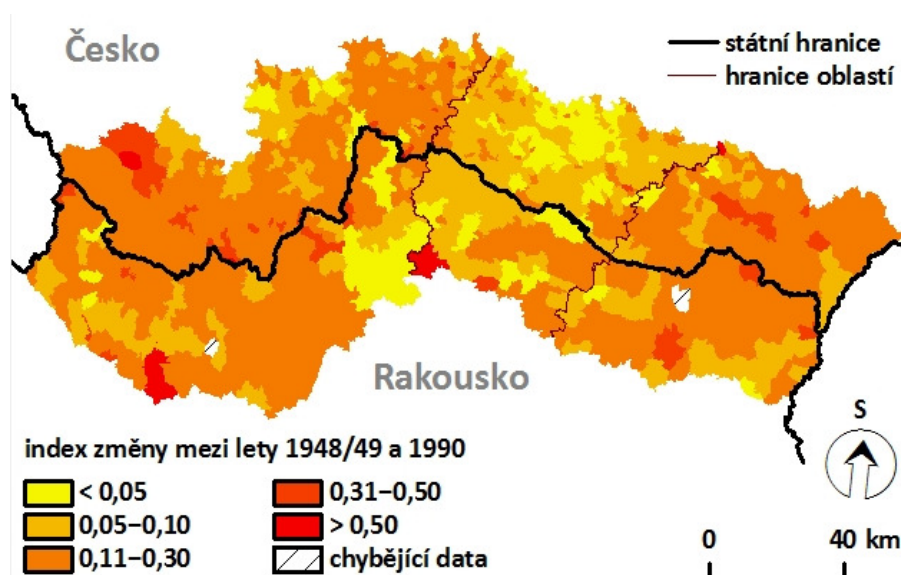 Česko
státní hranice
hranice oblastí
Rakousko
S
index změny mezi lety 1948/49 a 1990
< 0,05
0,05–0,10
0,11–0,30
0,31–0,50
> 0,50
chybějící data
0 40 km